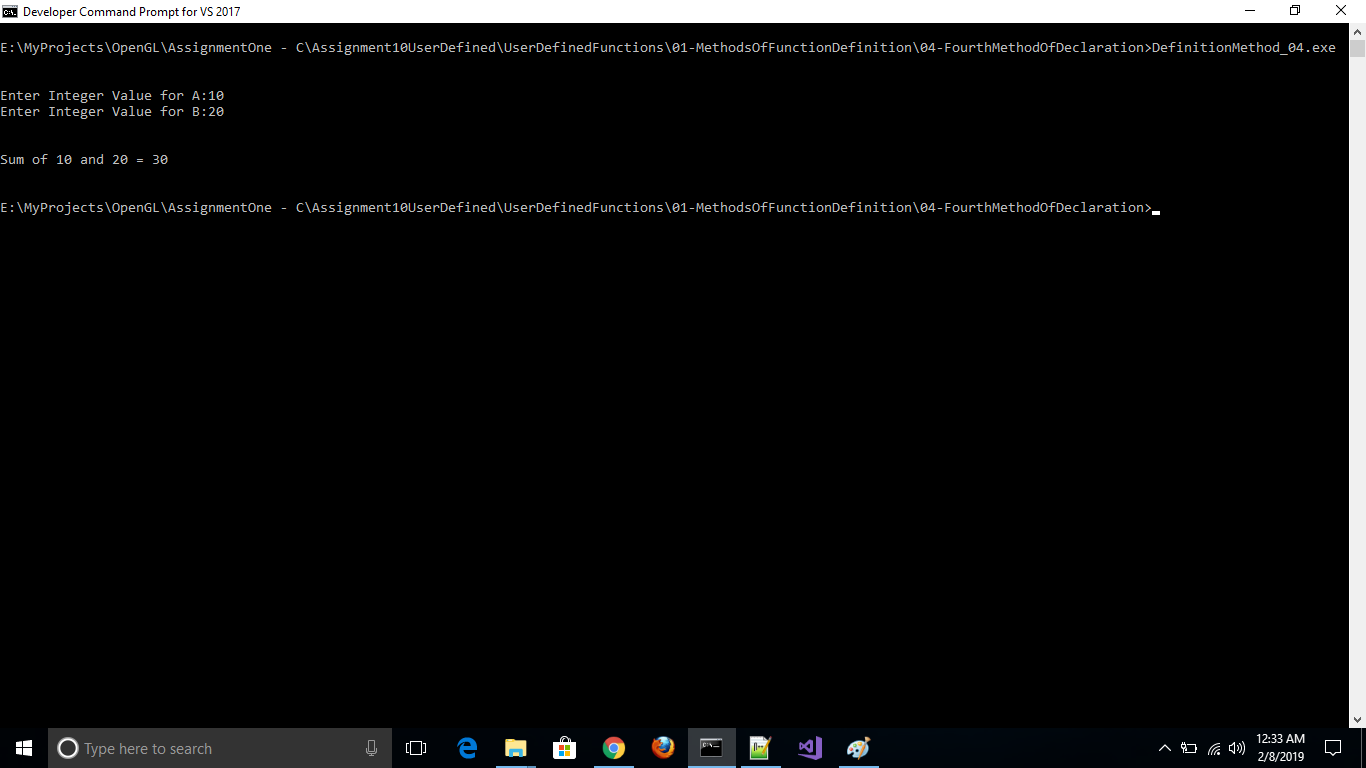 Developer Command Prompt for VS 2017
E:\MyProjects\OpenGL\AssignmentOne - C\Assignment10UserDefined\UserDefinedFunctions\01-MethodsOfFunctionDefinition\04-FourthMethodOfDeclaration>DefinitionMethod_04.exe
Enter Integer Value for A:10
Enter Integer Value for B:20
Sum of 10 and 20 = 30
E:\MyProjects\OpenGL\AssignmentOne - C\Assignment10UserDefined\UserDefinedFunctions\01-MethodsOfFunctionDefinition\04-FourthMethodOfDeclaration>
Type here to search
12:33 AM
2/8/2019